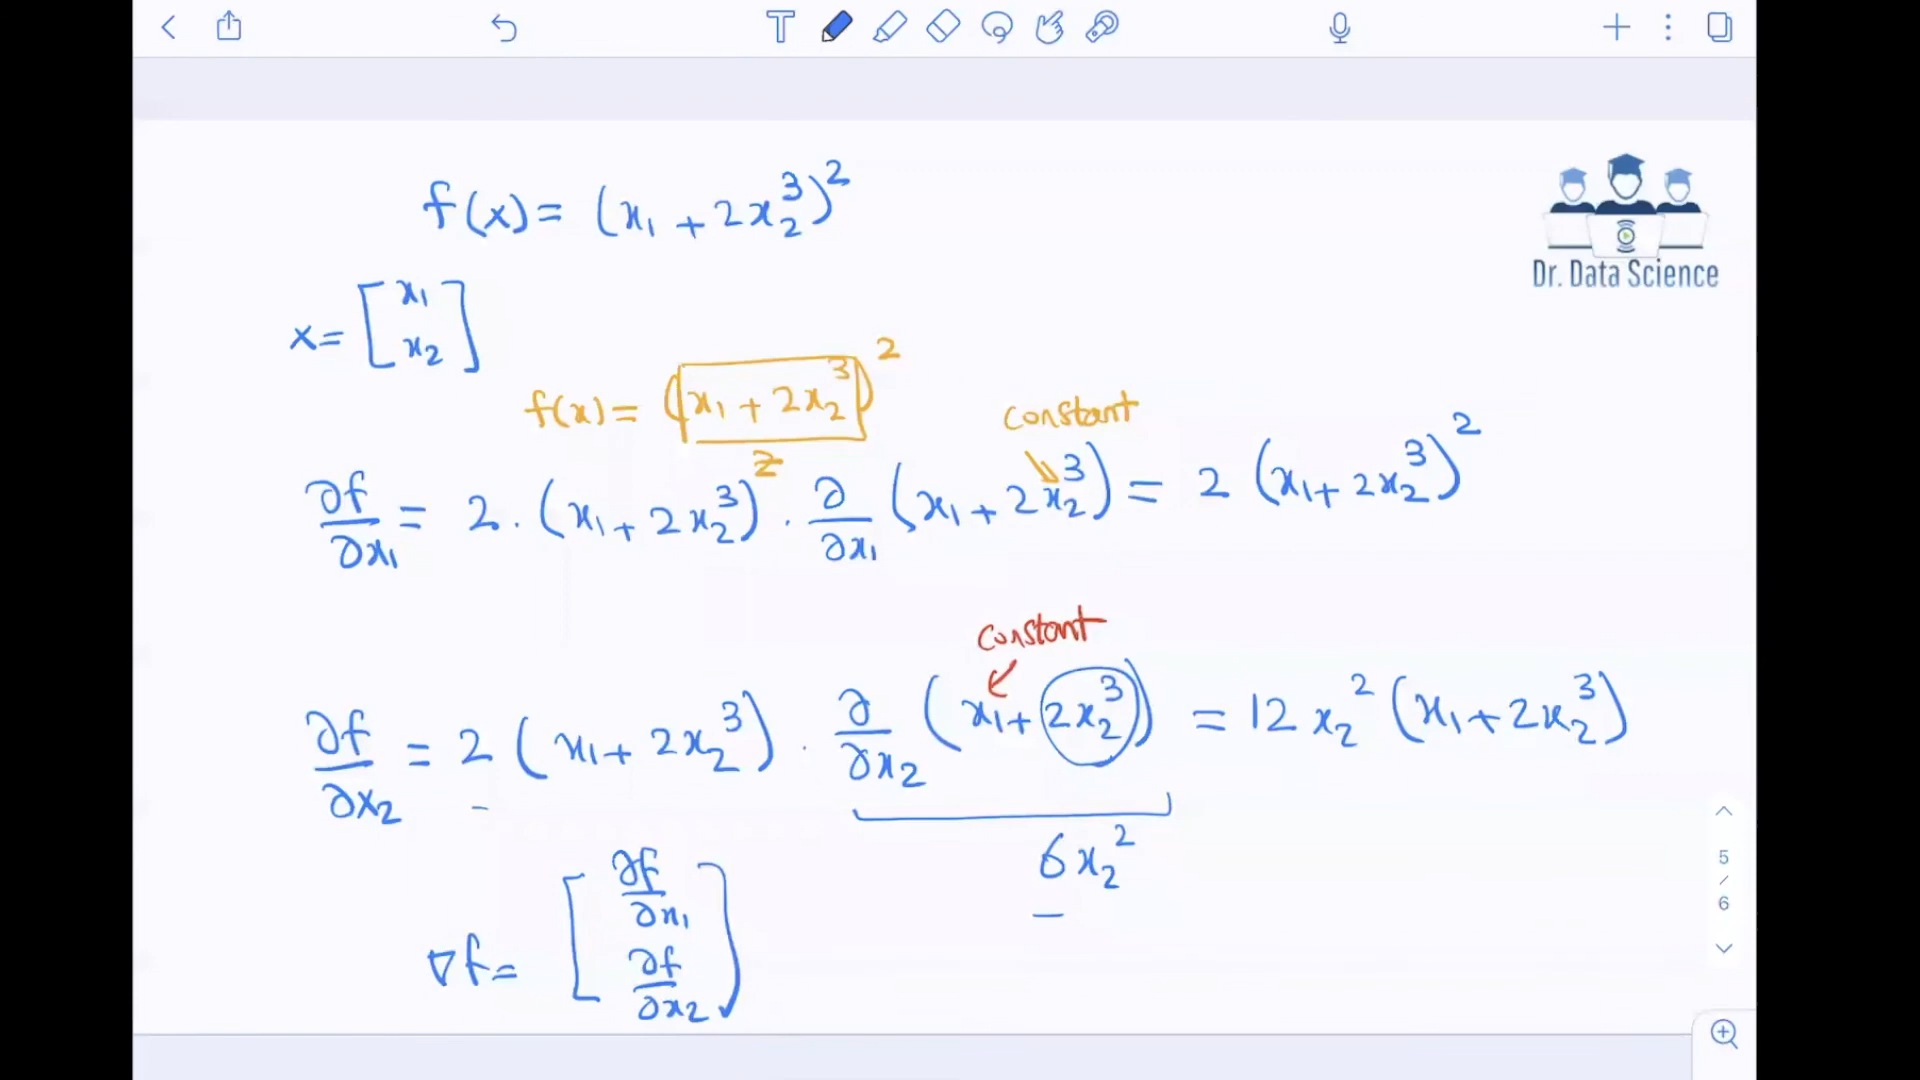 f(x) = (x₁ + 2x₂³)²
Dr. Data Science
x = [x₁
x₂]
f(x) = (x₁ + 2x₂³)²
z
constant
∂f/∂x₁ = 2 · (x₁ + 2x₂³) · ∂/∂x₁ (x₁ + 2x₂³) = 2 (x₁ + 2x₂³)²
constant
∂f/∂x₂ = 2 (x₁ + 2x₂³) · ∂/∂x₂ (x₁ + 2x₂³) = 12 x₂² (x₁ + 2x₂³)
6x₂²
∇f = [∂f/∂x₁
∂f/∂x₂]
5
/
6